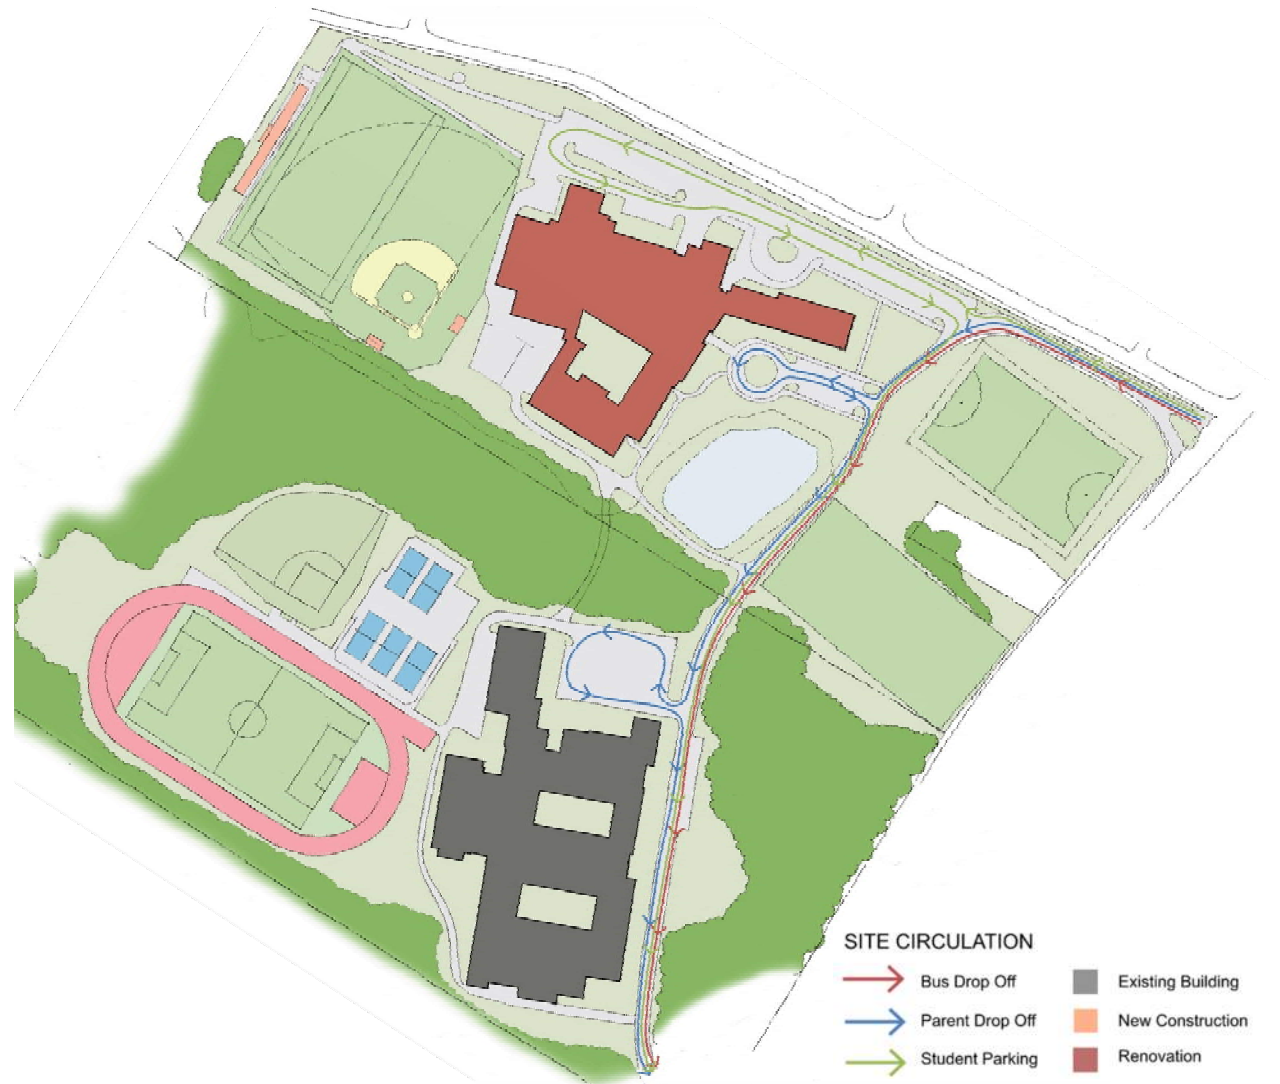 SITE CIRCULATION
Bus Drop Off
Existing Building
Parent Drop Off
New Construction
Student Parking
Renovation